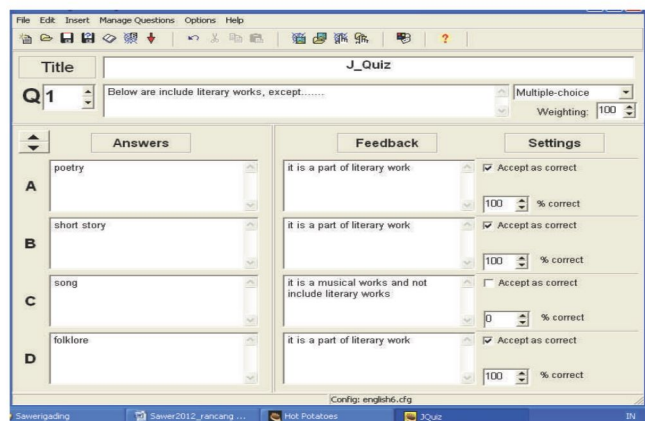 File Edit Insert Manage Questions Options Help
Title
J_Quiz
Q 1
Below are include literary works, except.......
Multiple-choice
Weighting: 100
Answers
Feedback
Settings
A
poetry
it is a part of literary work
Accept as correct
100 % correct
B
short story
it is a part of literary work
Accept as correct
100 % correct
C
song
it is a musical works and not
include literary works
Accept as correct
0 % correct
D
folklore
it is a part of literary work
Accept as correct
100 % correct
Config: english6.cfg
Sawerigading
Sawer2012_rancang ...
Hot Potatoes
JQuiz
IN